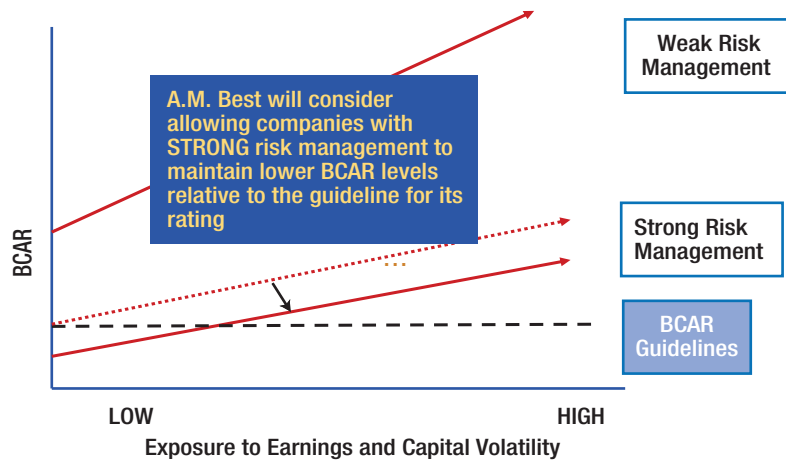 Weak Risk
Management
A.M. Best will consider
allowing companies with
STRONG risk management to
maintain lower BCAR levels
relative to the guideline for its
rating
...
Strong Risk
Management
BCAR
BCAR
Guidelines
LOW
HIGH
Exposure to Earnings and Capital Volatility